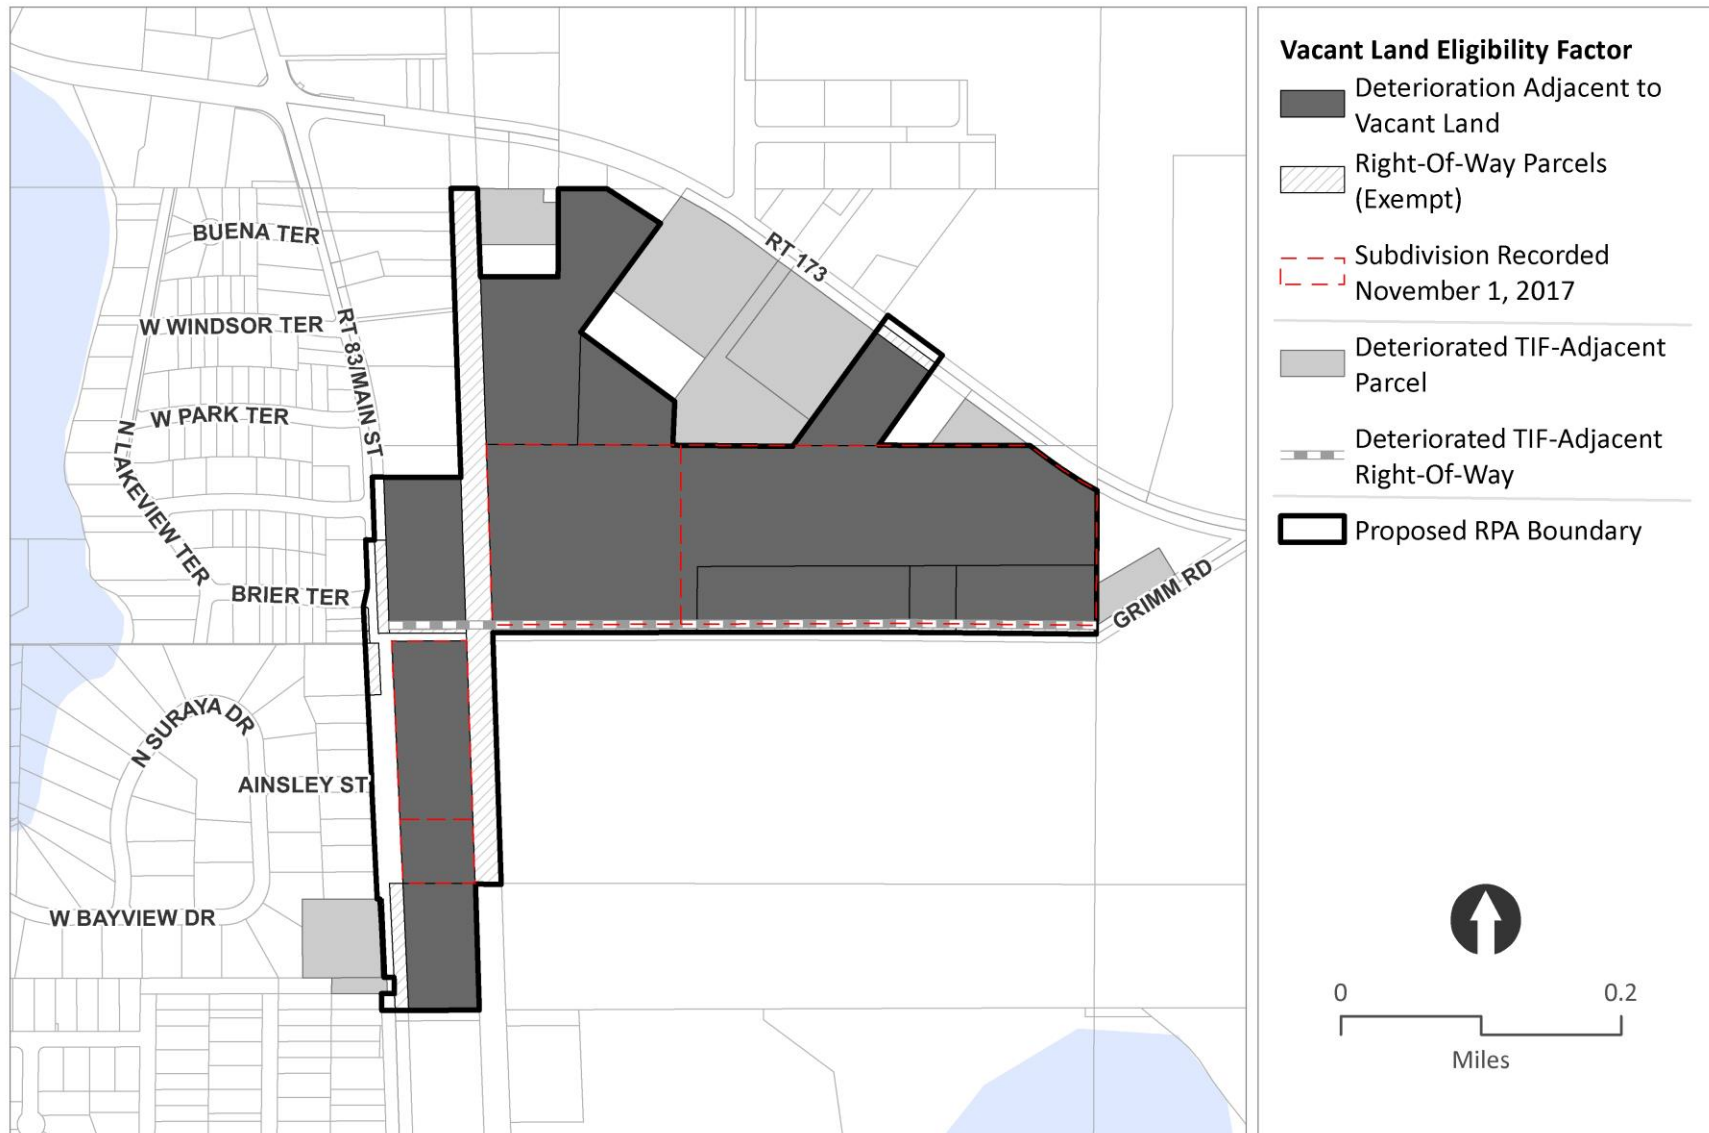 BUENA TER
W WINDSOR TER
RT 83/MAIN ST
W PARK TER
N LAKEVIEW TER
BRIER TER
N SURAYA DR
AINSLEY ST
W BAYVIEW DR
RT 173
GRIMM RD
Vacant Land Eligibility Factor
Deterioration Adjacent to
Vacant Land
Right-Of-Way Parcels
(Exempt)
Subdivision Recorded
November 1, 2017
Deteriorated TIF-Adjacent
Parcel
Deteriorated TIF-Adjacent
Right-Of-Way
Proposed RPA Boundary
0 0.2
Miles